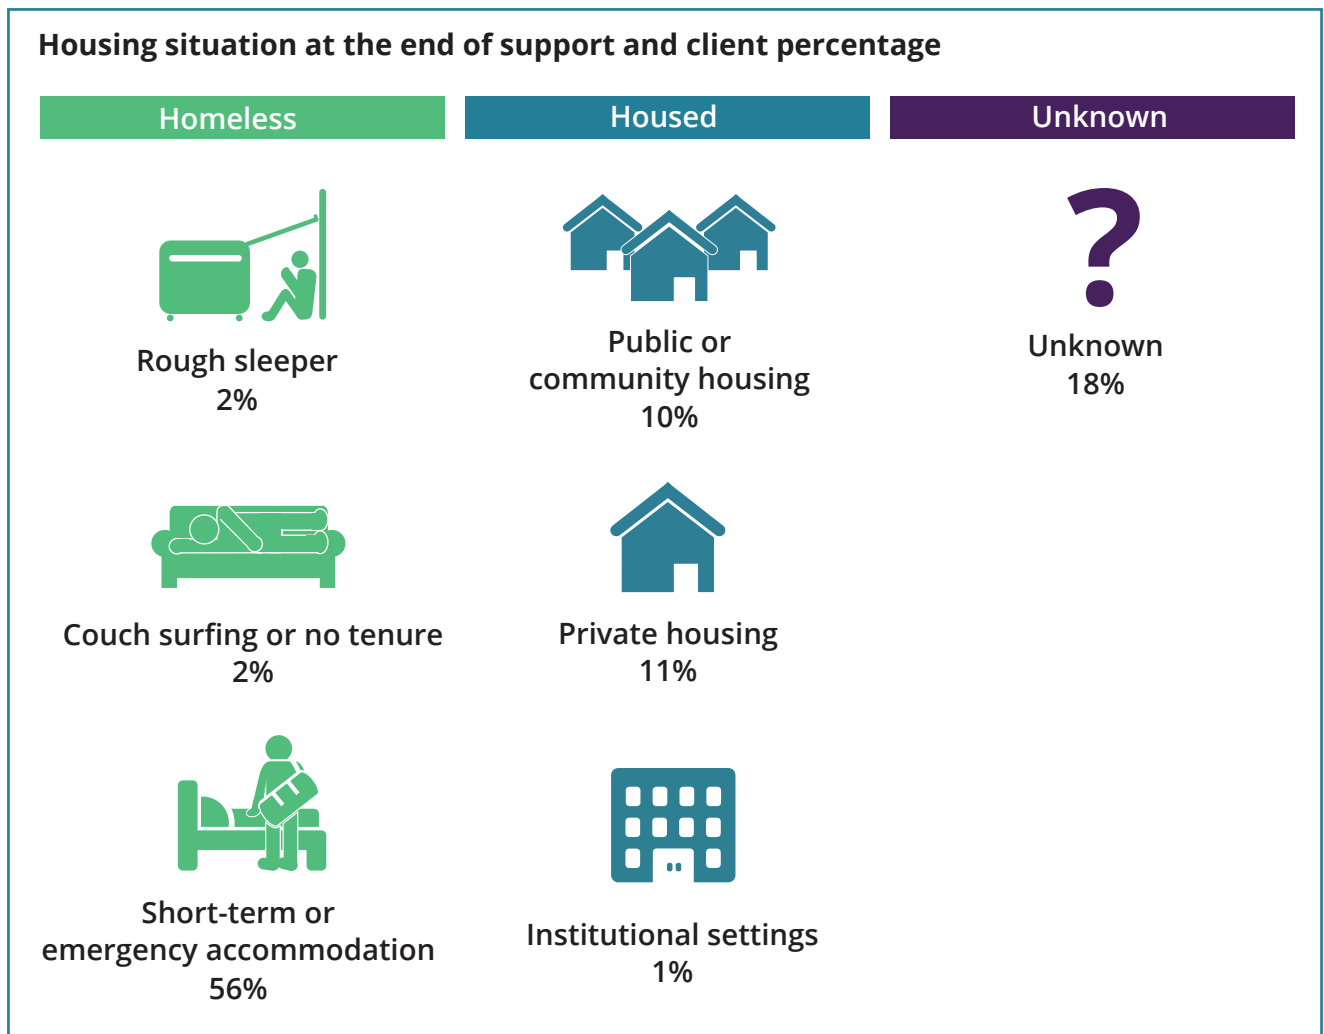 Housing situation at the end of support and client percentage
Homeless
Rough sleeper
2%
Couch surfing or no tenure
2%
Short-term or
emergency accommodation
56%
Housed
Public or
community housing
10%
Private housing
11%
Institutional settings
1%
Unknown
?
Unknown
18%